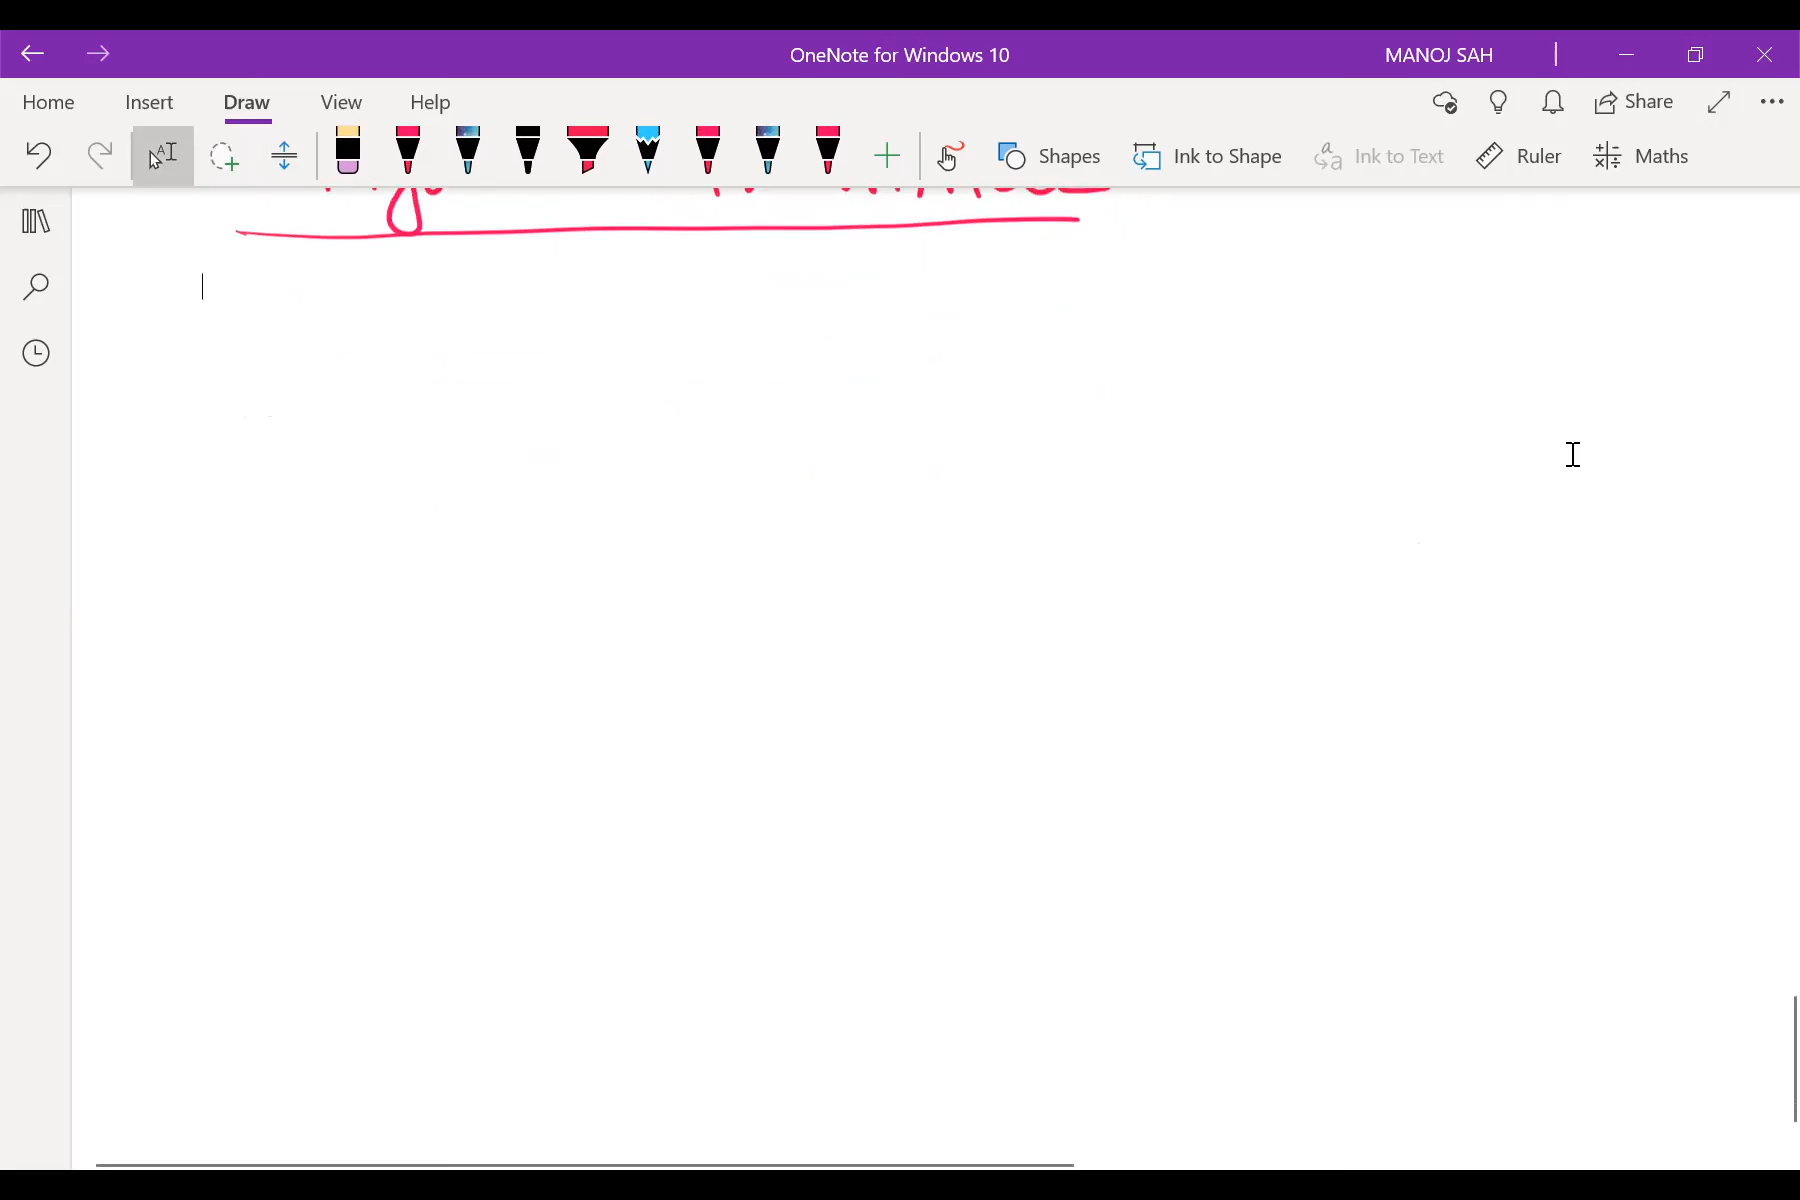 OneNote for Windows 10 MANOJ SAH
Home Insert Draw View Help Share
Shapes Ink to Shape Ink to Text Ruler Maths